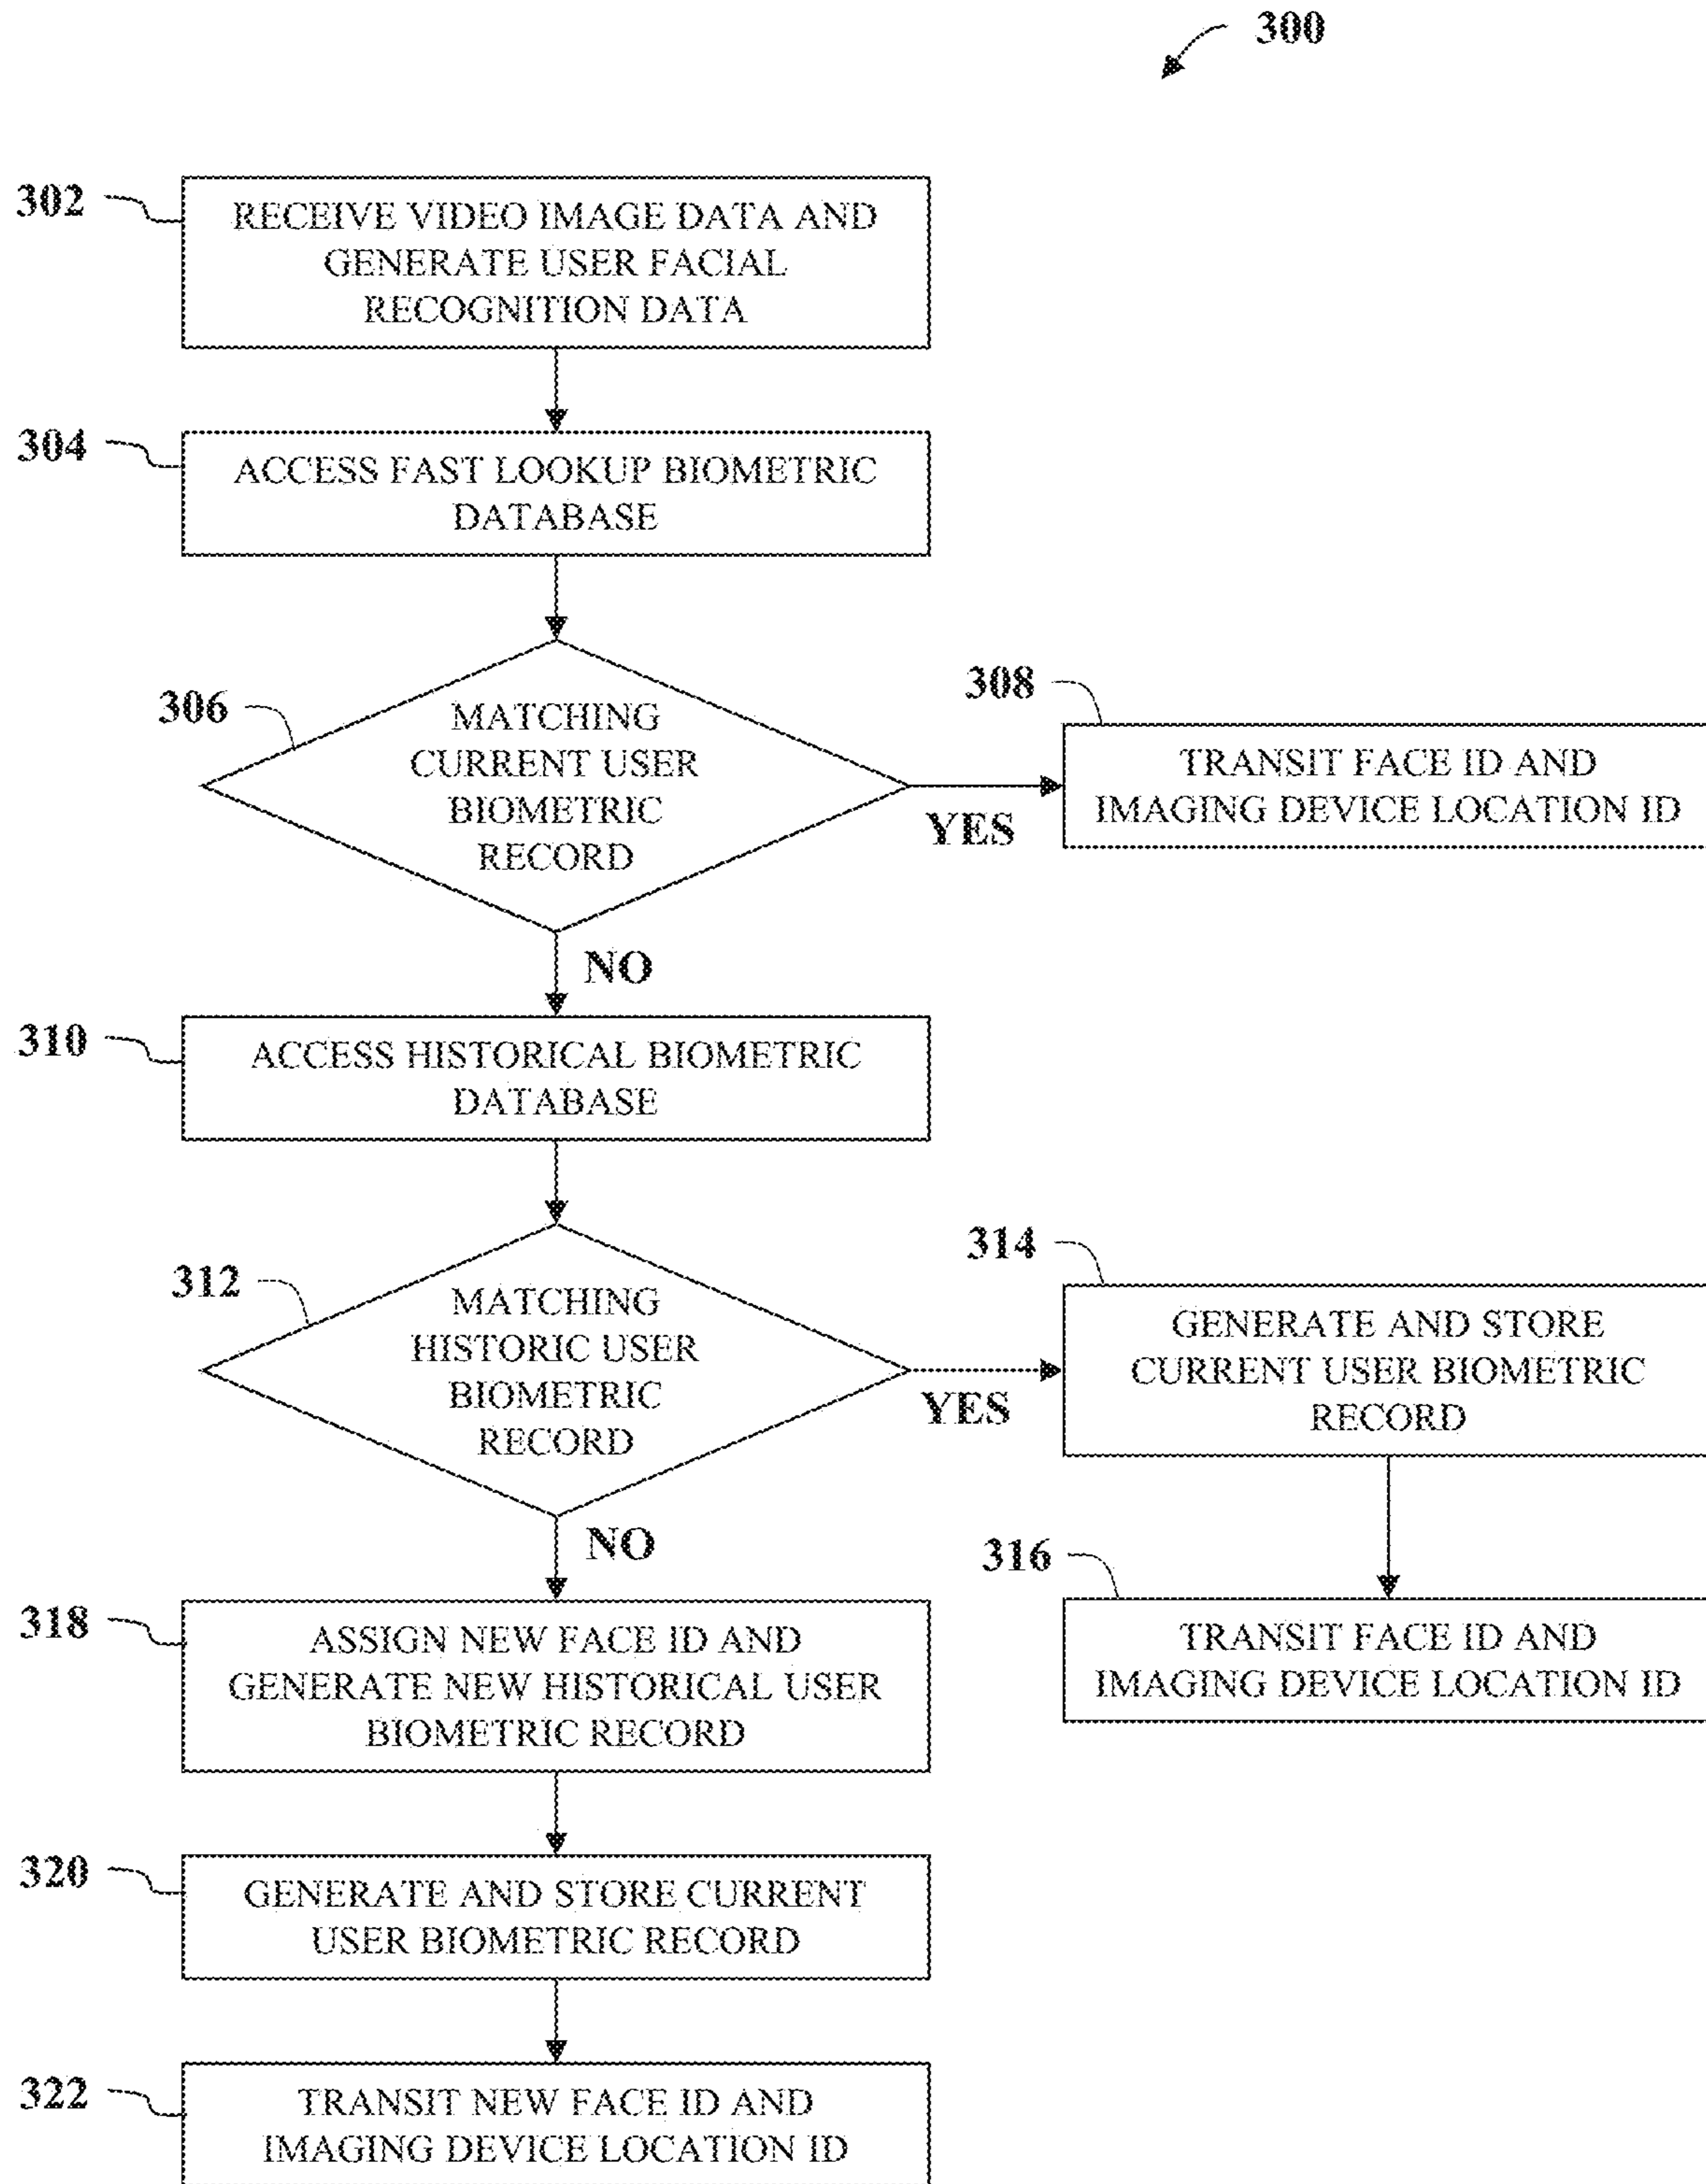 300
302
RECEIVE VIDEO IMAGE DATA AND
GENERATE USER FACIAL
RECOGNITION DATA
304
ACCESS FAST LOOKUP BIOMETRIC
DATABASE
306
MATCHING
CURRENT USER
BIOMETRIC
RECORD
YES
308
TRANSIT FACE ID AND
IMAGING DEVICE LOCATION ID
NO
310
ACCESS HISTORICAL BIOMETRIC
DATABASE
312
MATCHING
HISTORIC USER
BIOMETRIC
RECORD
YES
314
GENERATE AND STORE
CURRENT USER BIOMETRIC
RECORD
316
TRANSIT FACE ID AND
IMAGING DEVICE LOCATION ID
NO
318
ASSIGN NEW FACE ID AND
GENERATE NEW HISTORICAL USER
BIOMETRIC RECORD
320
GENERATE AND STORE CURRENT
USER BIOMETRIC RECORD
322
TRANSIT NEW FACE ID AND
IMAGING DEVICE LOCATION ID